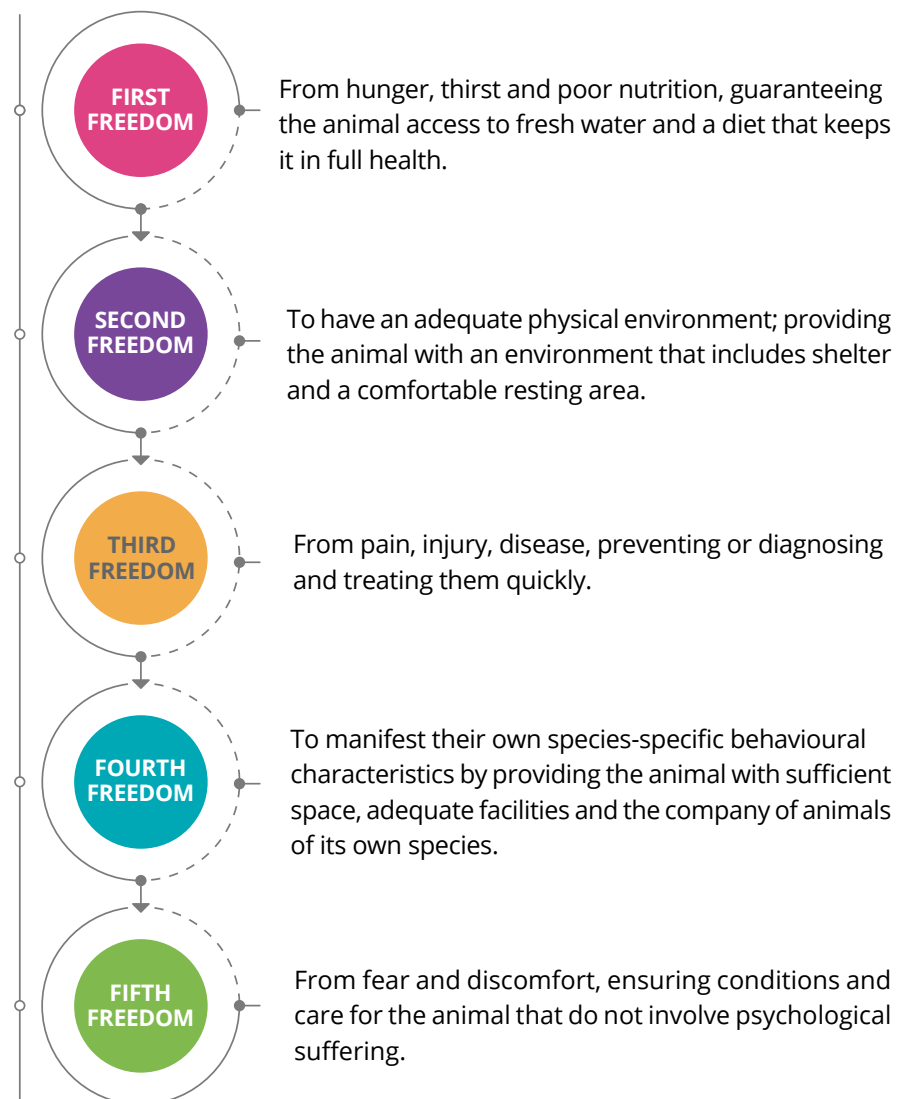 FIRST
FREEDOM
From hunger, thirst and poor nutrition, guaranteeing
the animal access to fresh water and a diet that keeps
it in full health.
SECOND
FREEDOM
To have an adequate physical environment; providing
the animal with an environment that includes shelter
and a comfortable resting area.
THIRD
FREEDOM
From pain, injury, disease, preventing or diagnosing
and treating them quickly.
FOURTH
FREEDOM
To manifest their own species-specific behavioural
characteristics by providing the animal with sufficient
space, adequate facilities and the company of animals
of its own species.
FIFTH
FREEDOM
From fear and discomfort, ensuring conditions and
care for the animal that do not involve psychological
suffering.